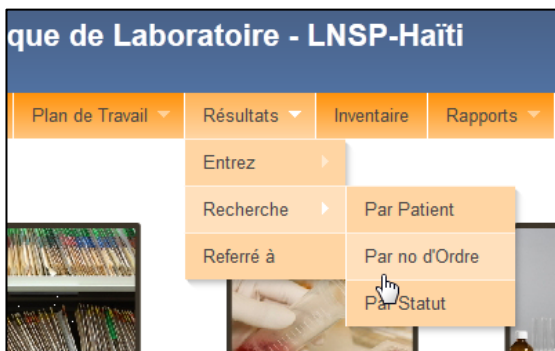 que de Laboratoire - LNSP-Haïti
Plan de Travail Résultats Inventaire Rapports
Entrez
Recherche Par Patient
Referré à Par no d'Ordre
Par Statut